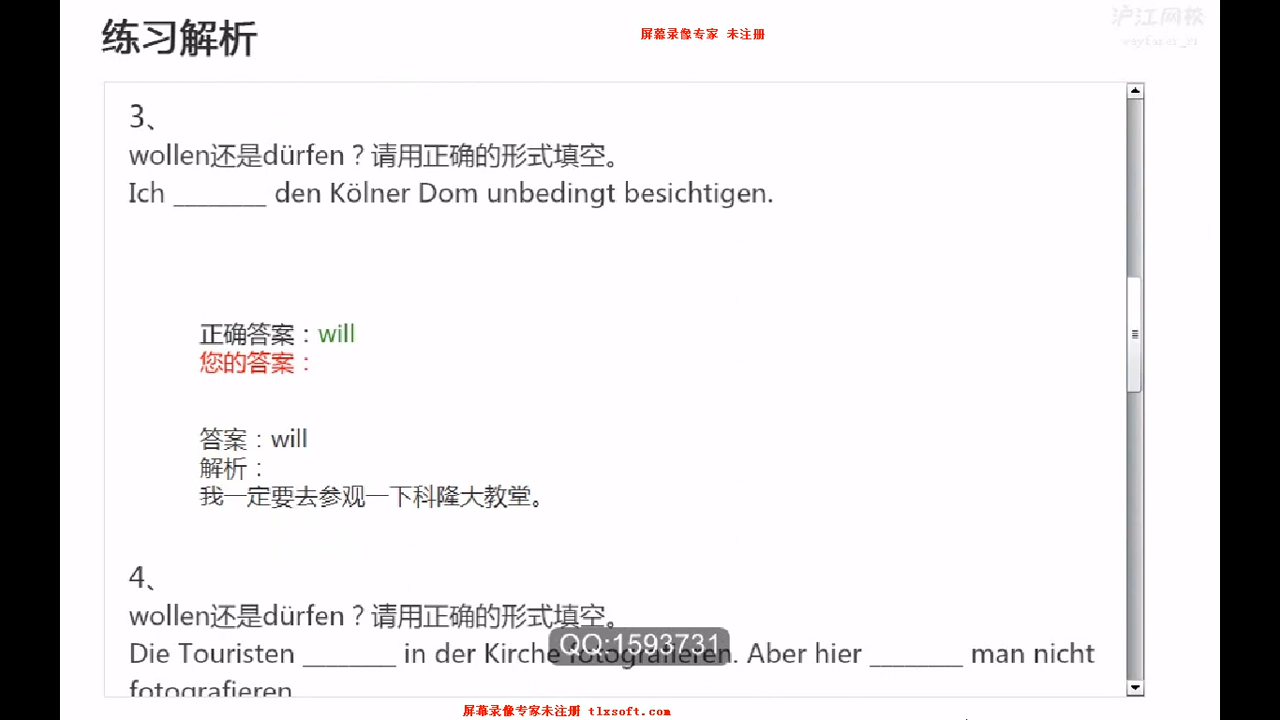 练习解析
屏幕录像专家 未注册
沪江网校
3、
wollen还是dürfen？请用正确的形式填空。
Ich _______ den Kölner Dom unbedingt besichtigen.
正确答案：will
您的答案：
答案：will
解析：
我一定要去参观一下科隆大教堂。
4、
wollen还是dürfen？请用正确的形式填空。
Die Touristen _______ in der Kirche fotografieren. Aber hier _______ man nicht
fotografieren
QQ:1593731
屏幕录像专家未注册 tlxsoft.com